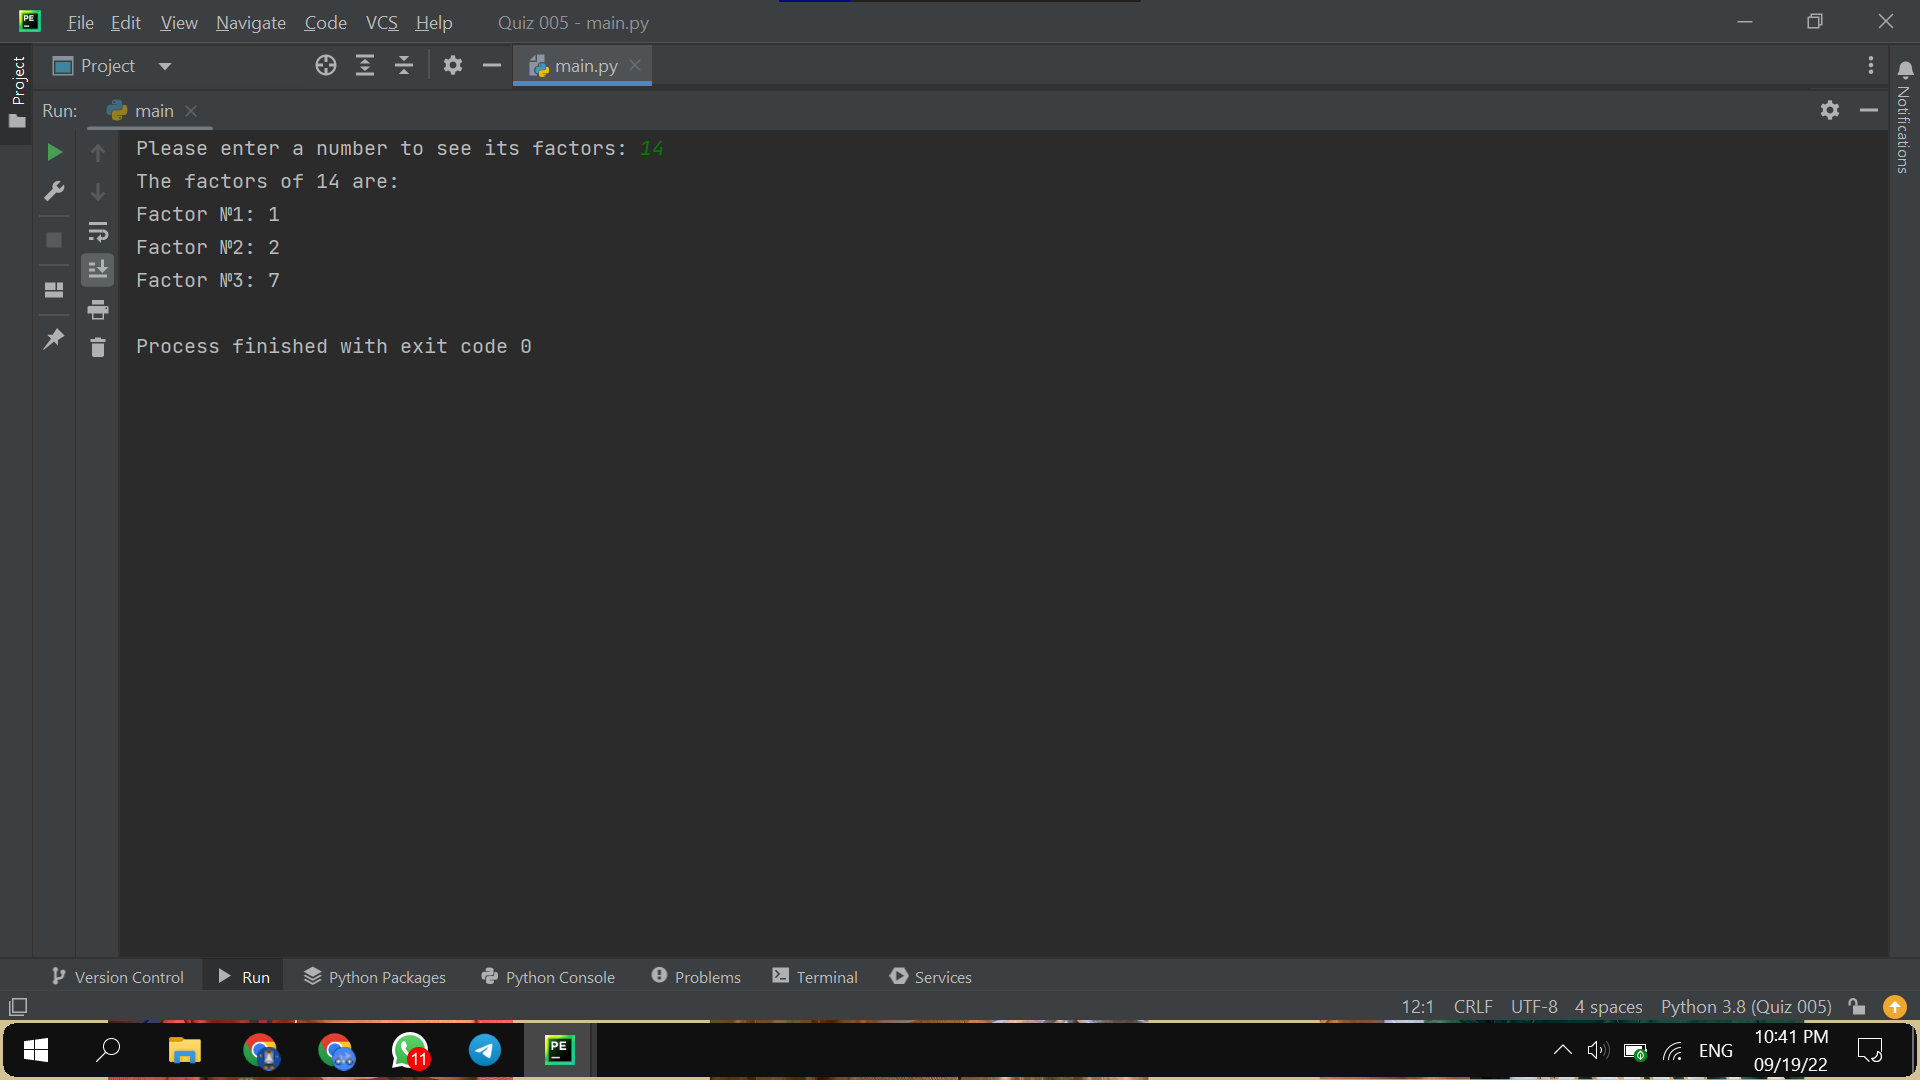 File Edit View Navigate Code VCS Help Quiz 005 - main.py
Project main.py
Project
Notifications
Run: main
Please enter a number to see its factors: 14
The factors of 14 are:
Factor №1: 1
Factor №2: 2
Factor №3: 7
Process finished with exit code 0
Version Control Run Python Packages Python Console Problems Terminal Services
12:1 CRLF UTF-8 4 spaces Python 3.8 (Quiz 005)
11
PE
ENG
10:41 PM
09/19/22